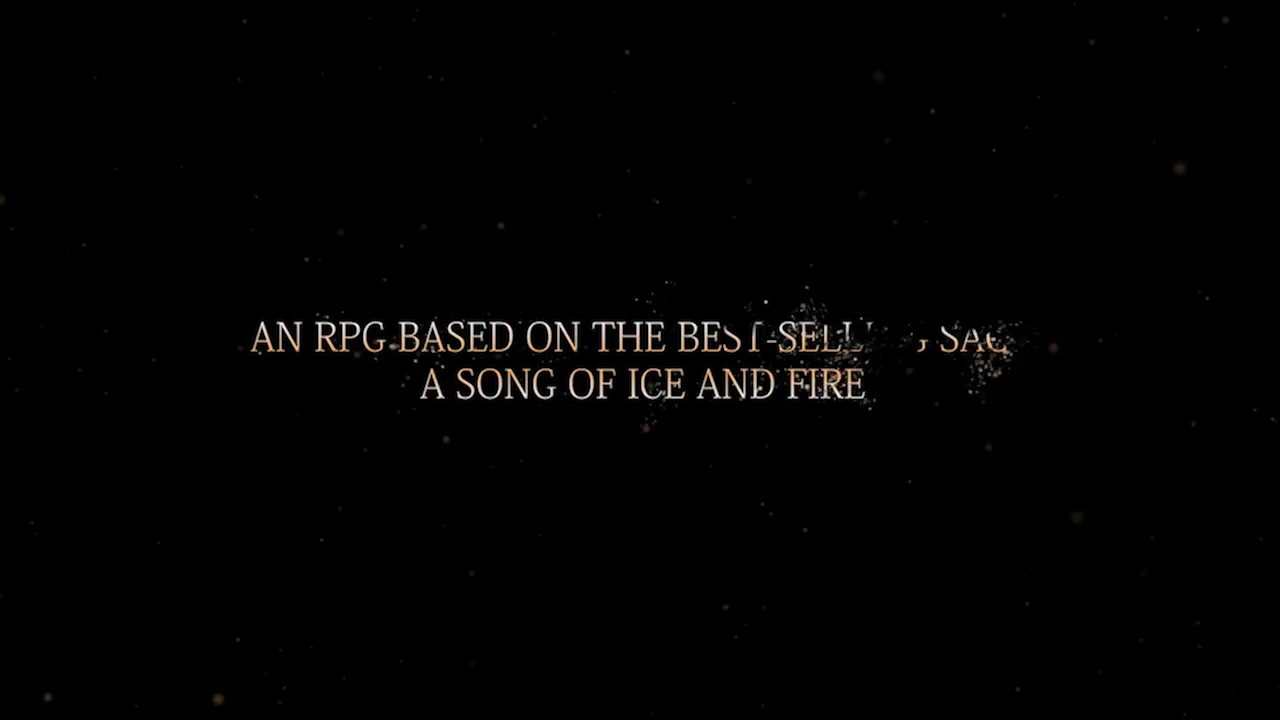 AN RPG BASED ON THE
A SONG OF ICE AND FIRE